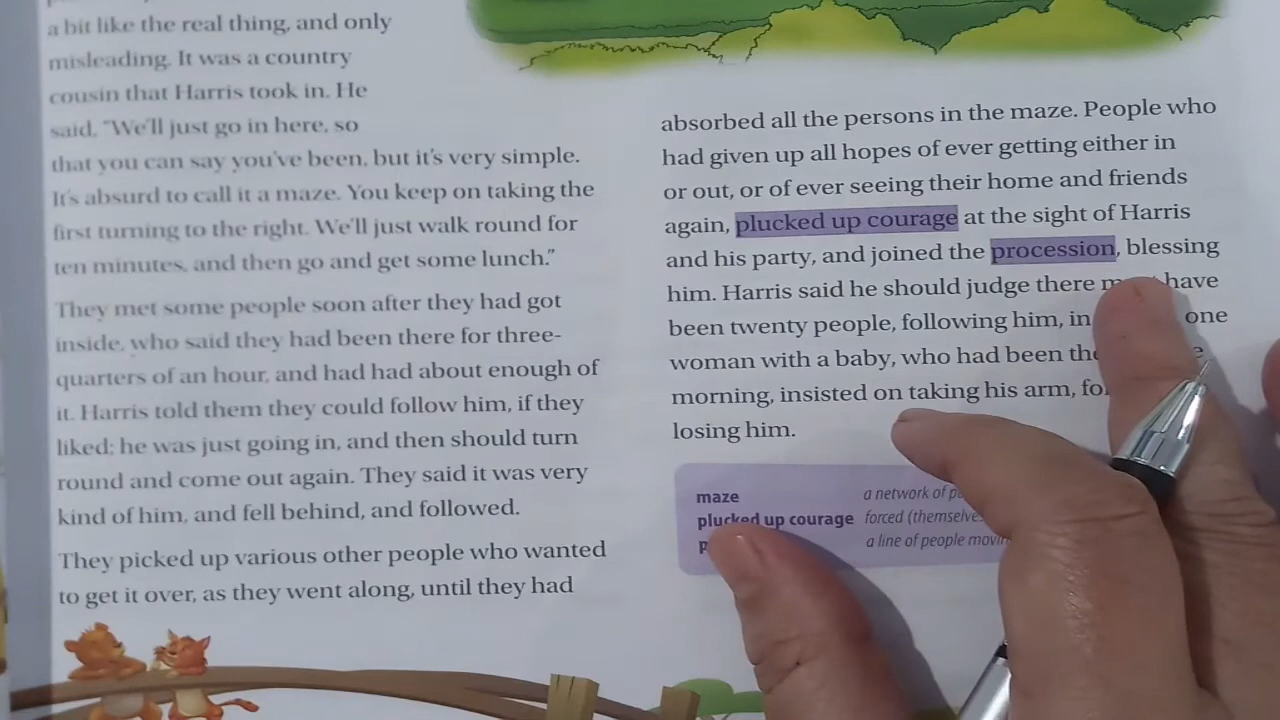 a bit like the real thing, and only
misleading. It was a country
cousin that Harris took in. He
said, "We'll just go in here, so
that you can say you've been, but it's very simple.
It's absurd to call it a maze. You keep on taking the
first turning to the right. We'll just walk round for
ten minutes, and then go and get some lunch."
They met some people soon after they had got
inside, who said they had been there for three-
quarters of an hour, and had had about enough of
it. Harris told them they could follow him, if they
liked; he was just going in, and then should turn
round and come out again. They said it was very
kind of him, and fell behind, and followed.
They picked up various other people who wanted
to get it over, as they went along, until they had
absorbed all the persons in the maze. People who
had given up all hopes of ever getting either in
or out, or of ever seeing their home and friends
again, plucked up courage at the sight of Harris
and his party, and joined the procession, blessing
him. Harris said he should judge there have
been twenty people, following him, in one
woman with a baby, who had been
morning, insisted on taking his arm,
losing him.
maze a network of
plucked up courage forced
a line of people